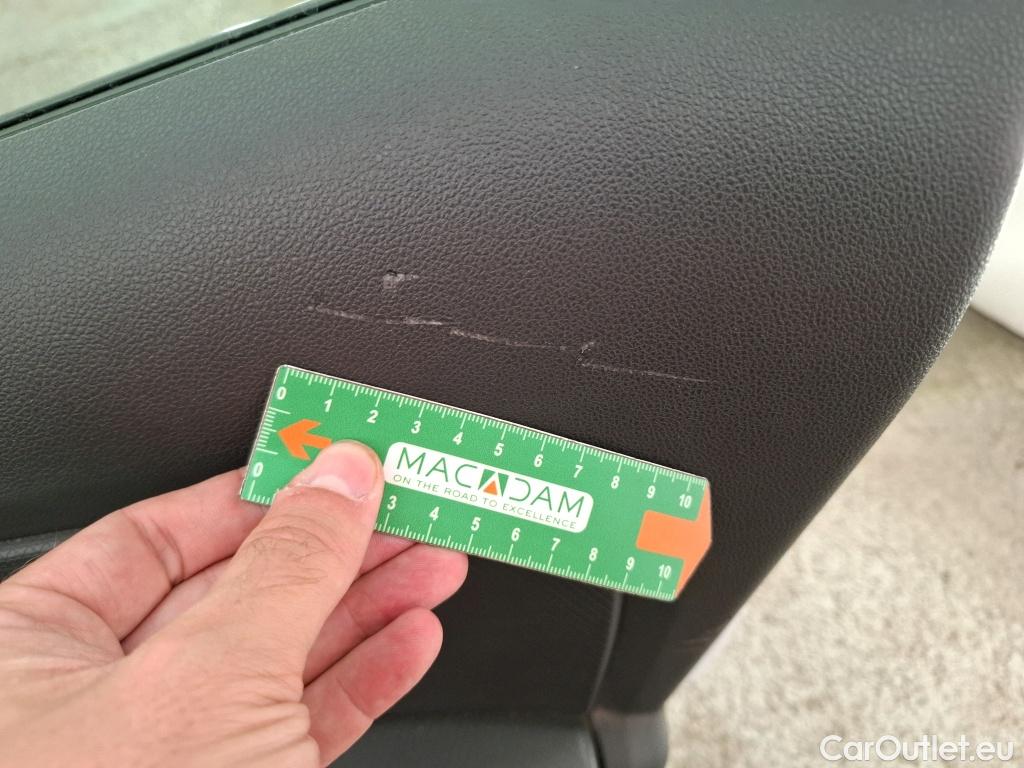 0 1 2 3 4 5 6 7 8 9 10
MACADAM
ON THE ROAD TO EXCELLENCE
0 3 4 5 6 7 8 9 10
CarOutlet.eu